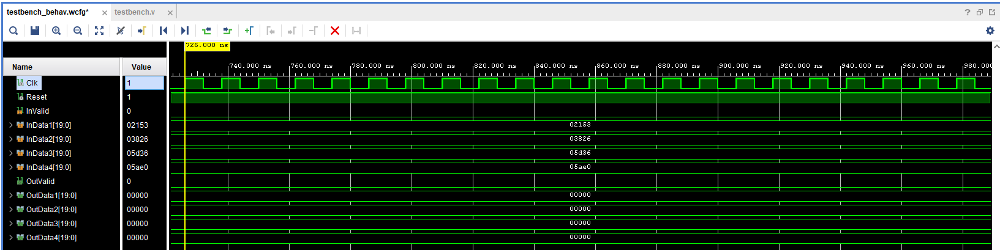 testbench_behav.wcfg* × testbench.v ×
?
726.000 ns
Name Value
740.000 ns 760.000 ns 780.000 ns 800.000 ns 820.000 ns 840.000 ns 860.000 ns 880.000 ns 900.000 ns 920.000 ns 940.000 ns 960.000 ns 980.000
Clk 1
Reset 1
InValid 0
InData1[19:0] 02153 02153
InData2[19:0] 03826 03826
InData3[19:0] 05d36 05d36
InData4[19:0] 05ae0 05ae0
OutValid 0
OutData1[19:0] 00000 00000
OutData2[19:0] 00000 00000
OutData3[19:0] 00000 00000
OutData4[19:0] 00000 00000